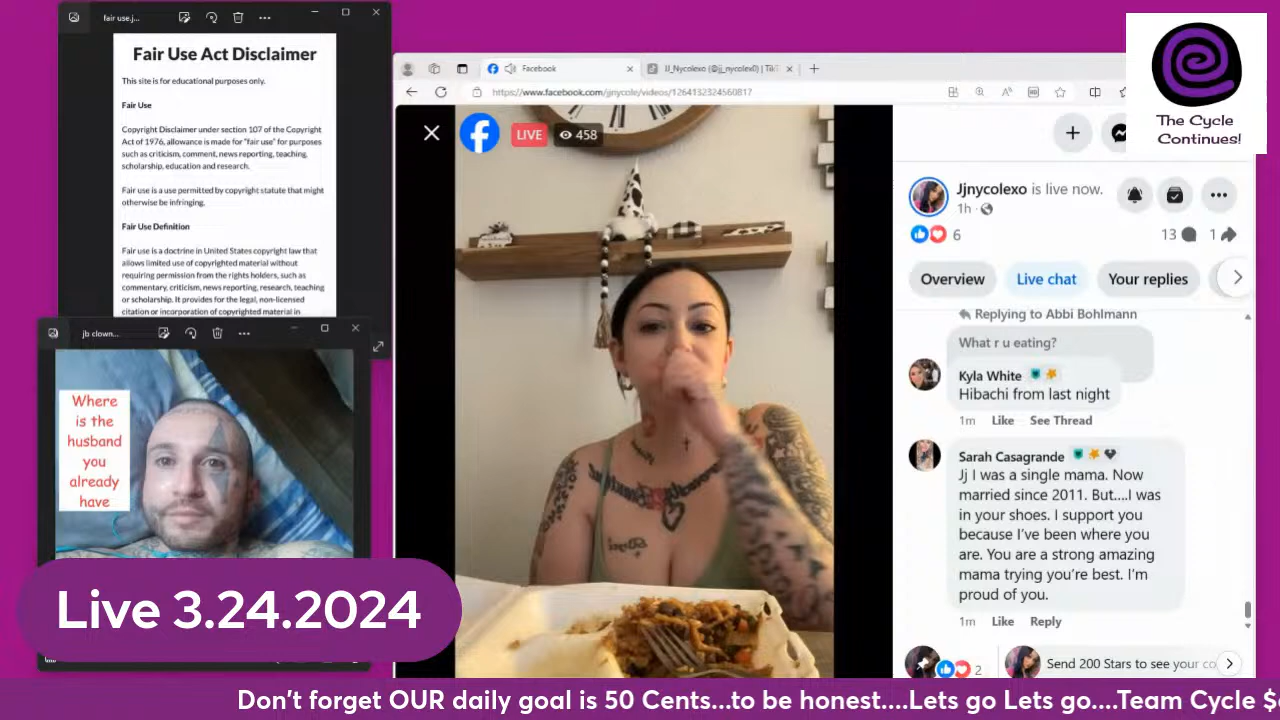 fair use.j...
Fair Use Act Disclaimer
This site is for educational purposes only.
Fair Use
Copyright Disclaimer under section 107 of the Copyright
Act of 1976, allowance is made for "fair use" for purposes
such as criticism, comment, news reporting, teaching,
scholarship, education and research.
Fair use is a use permitted by copyright statute that might
otherwise be infringing.
Fair Use Definition
Fair use is a doctrine in United States copyright law that
allows limited use of copyrighted material without
requiring permission from the rights holders, such as
commentary, criticism, news reporting, research, teaching
or scholarship. It provides for the legal, non-licensed
citation or incorporation of copyrighted material in
jb clown...
Where
is the
husband
you
already
have
Live 3.24.2024
Facebook
JJ_Nycolexo (@jj_nycolex0) | TikT
https://www.facebook.com/jjnycole/videos/1264132324560817
LIVE
458
The Cycle
Continues!
Jjnycolexo is live now.
1h
6
13
1
Overview
Live chat
Your replies
Replying to Abbi Bohlmann
What r u eating?
Kyla White
Hibachi from last night
1m Like See Thread
Sarah Casagrande
Jj I was a single mama. Now
married since 2011. But....I was
in your shoes. I support you
because I've been where you
are. You are a strong amazing
mama trying you're best. I'm
proud of you.
1m Like Reply
2
Send 200 Stars to see your co
Don't forget OUR daily goal is 50 Cents...to be honest....Lets go Lets go....Team Cycle $